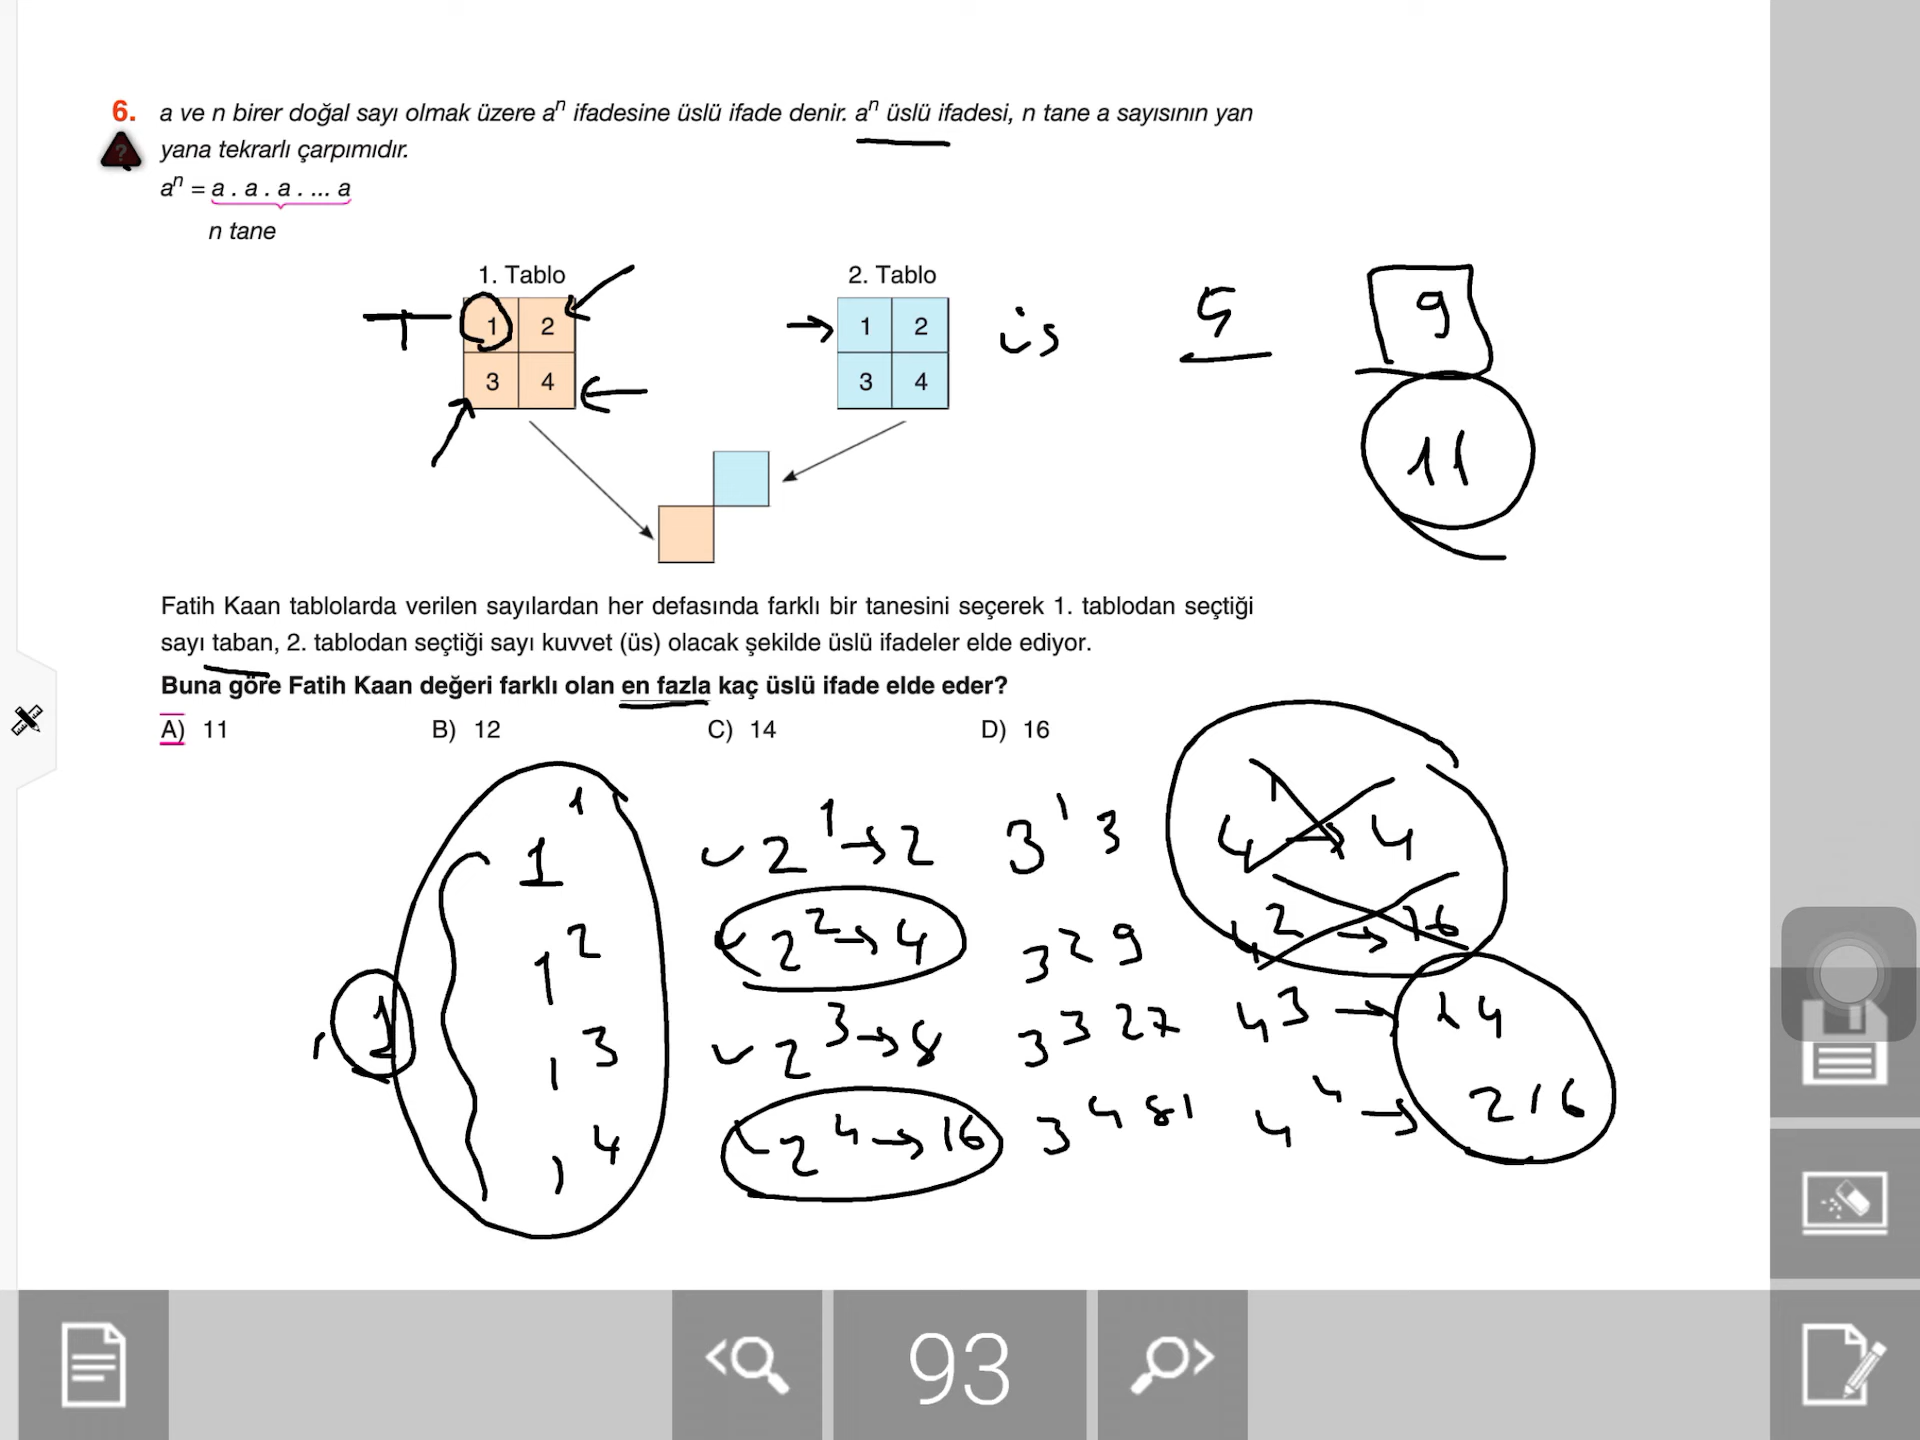 6. a ve n birer doğal sayı olmak üzere aⁿ ifadesine üslü ifade denir. aⁿ üslü ifadesi, n tane a sayısının yan
yana tekrarlı çarpımıdır.
aⁿ = a . a . a . ... a
n tane
1. Tablo
1 2
3 4
2. Tablo
1 2
3 4
üs
5
9
11
Fatih Kaan tablolarda verilen sayılardan her defasında farklı bir tanesini seçerek 1. tablodan seçtiği
sayı taban, 2. tablodan seçtiği sayı kuvvet (üs) olacak şekilde üslü ifadeler elde ediyor.
Buna göre Fatih Kaan değeri farklı olan en fazla kaç üslü ifade elde eder?
A) 11 B) 12 C) 14 D) 16
1¹ 2¹→2 3¹ 3 4¹→4
1² 2²→4 3² 9 4²→16
1
1³ 2³→8 3³ 27 4³→
1⁴ 2⁴→16 3⁴ 81 4⁴→ 216
93